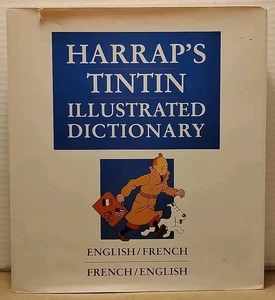 HARRAP'S
TINTIN
ILLUSTRATED
DICTIONARY
ENGLISH/FRENCH
FRENCH/ENGLISH